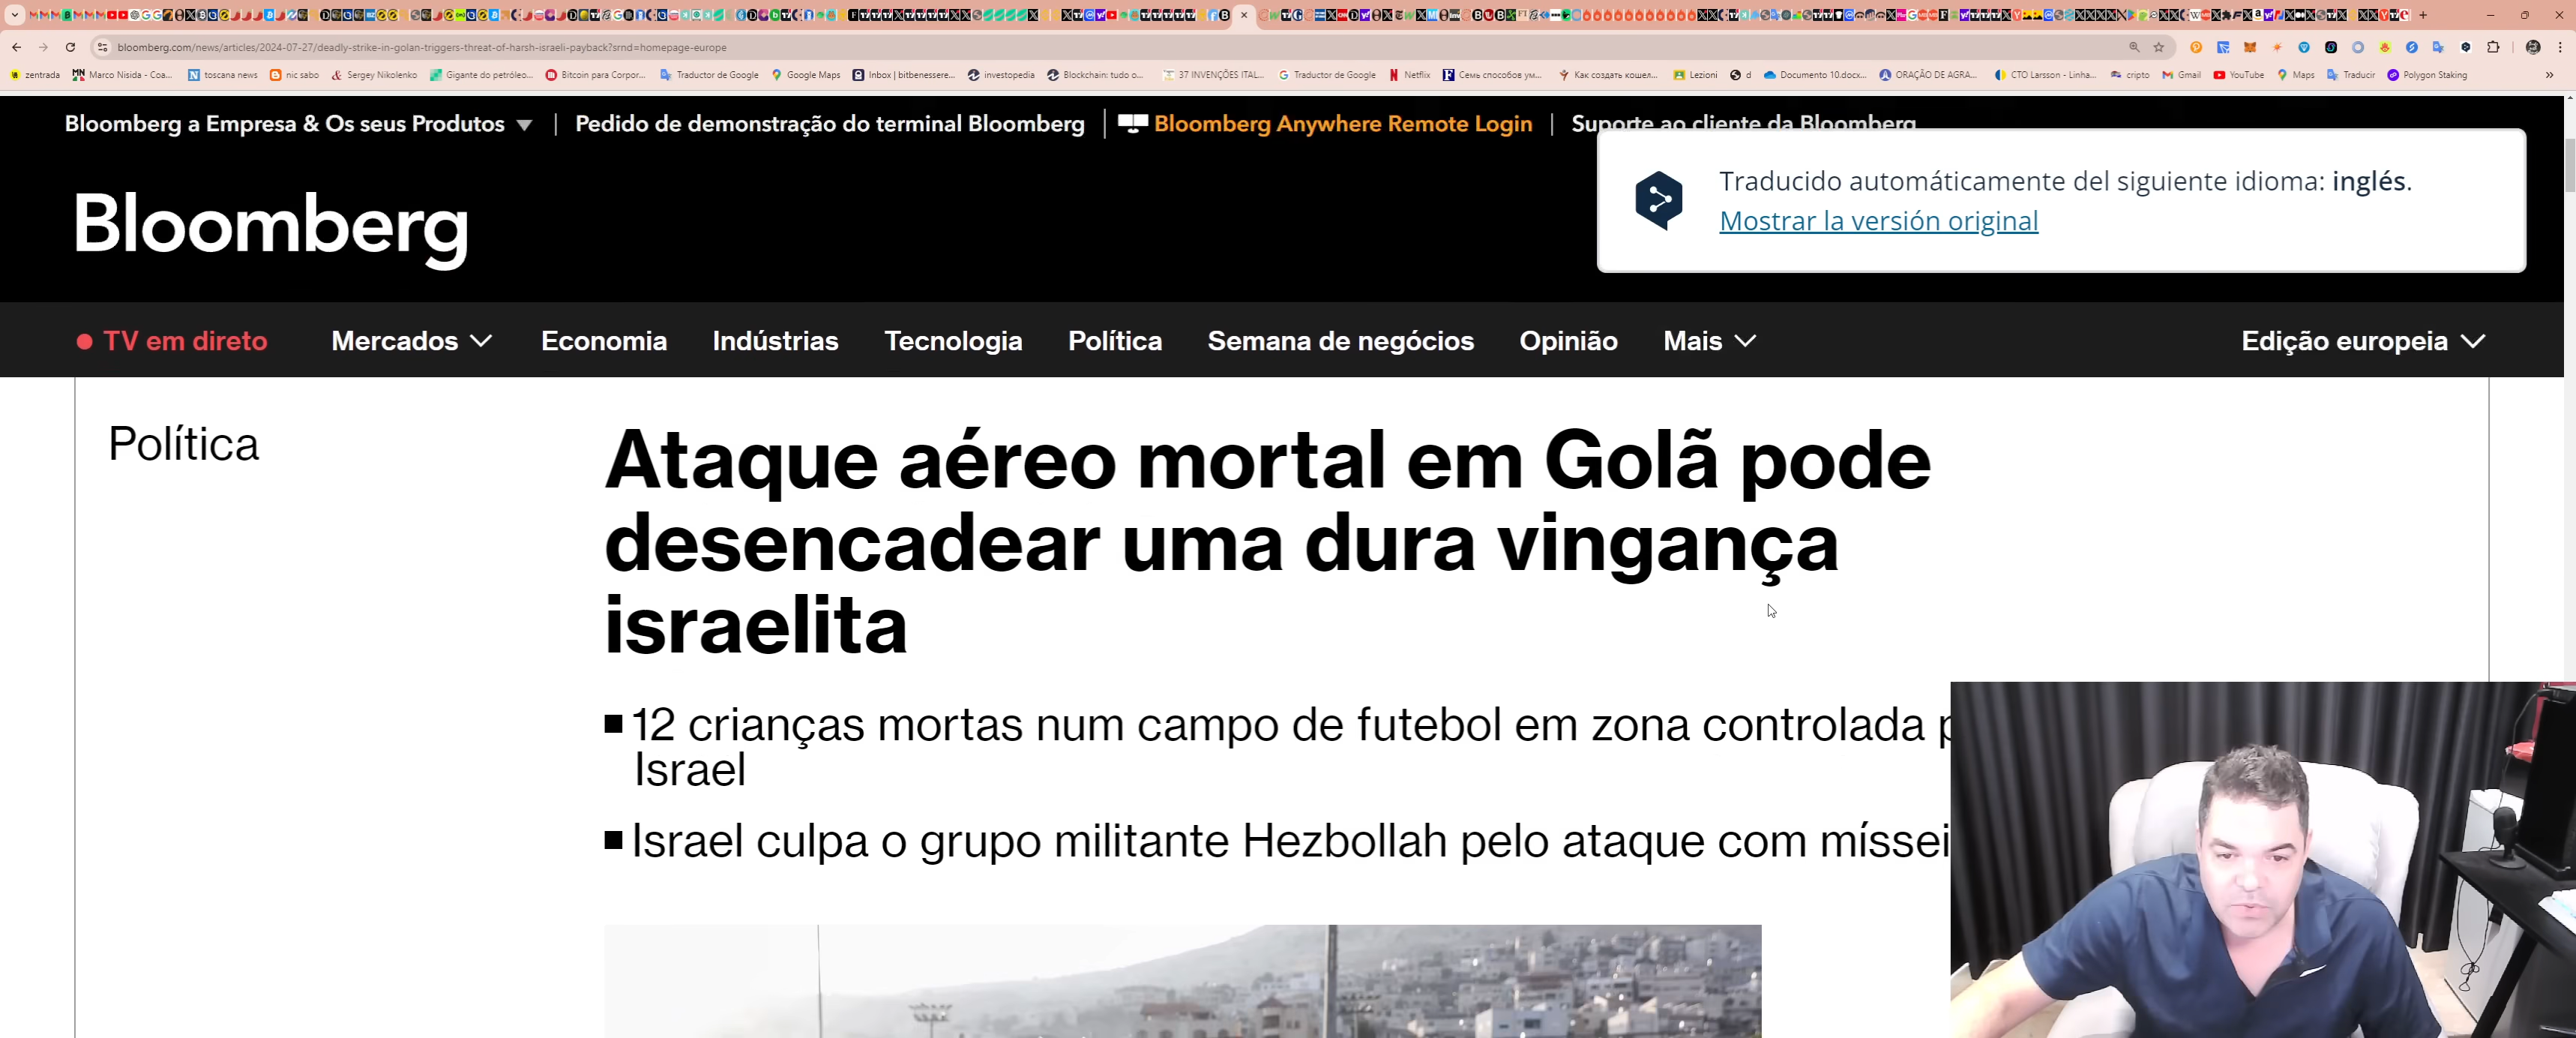 bloomberg.com/news/articles/2024-07-27/deadly-strike-in-golan-triggers-threat-of-harsh-israeli-payback?srnd=homepage-europe
zentrada Marco Nisida - Coa... toscana news nic sabo Sergey Nikolenko Gigante do petróleo... Bitcoin para Corpor... Traductor de Google Google Maps Inbox | bitbenessere... investopedia Blockchain: tudo o... 37 INVENÇÕES ITAL... Traductor de Google Netflix Семь способов ум... Как создать кошел... Lezioni d Documento 10.docx... ORAÇÃO DE AGRA... CTO Larsson - Linha... cripto Gmail YouTube Maps Traducir Polygon Staking
Bloomberg a Empresa & Os seus Produtos | Pedido de demonstração do terminal Bloomberg | Bloomberg Anywhere Remote Login | Suporte ao cliente da Bloomberg
Traducido automáticamente del siguiente idioma: inglés.
Mostrar la versión original
Bloomberg
TV em direto Mercados Economia Indústrias Tecnologia Política Semana de negócios Opinião Mais Edição europeia
Política
Ataque aéreo mortal em Golã pode
desencadear uma dura vingança
israelita
12 crianças mortas num campo de futebol em zona controlada
Israel
Israel culpa o grupo militante Hezbollah pelo ataque com míssei